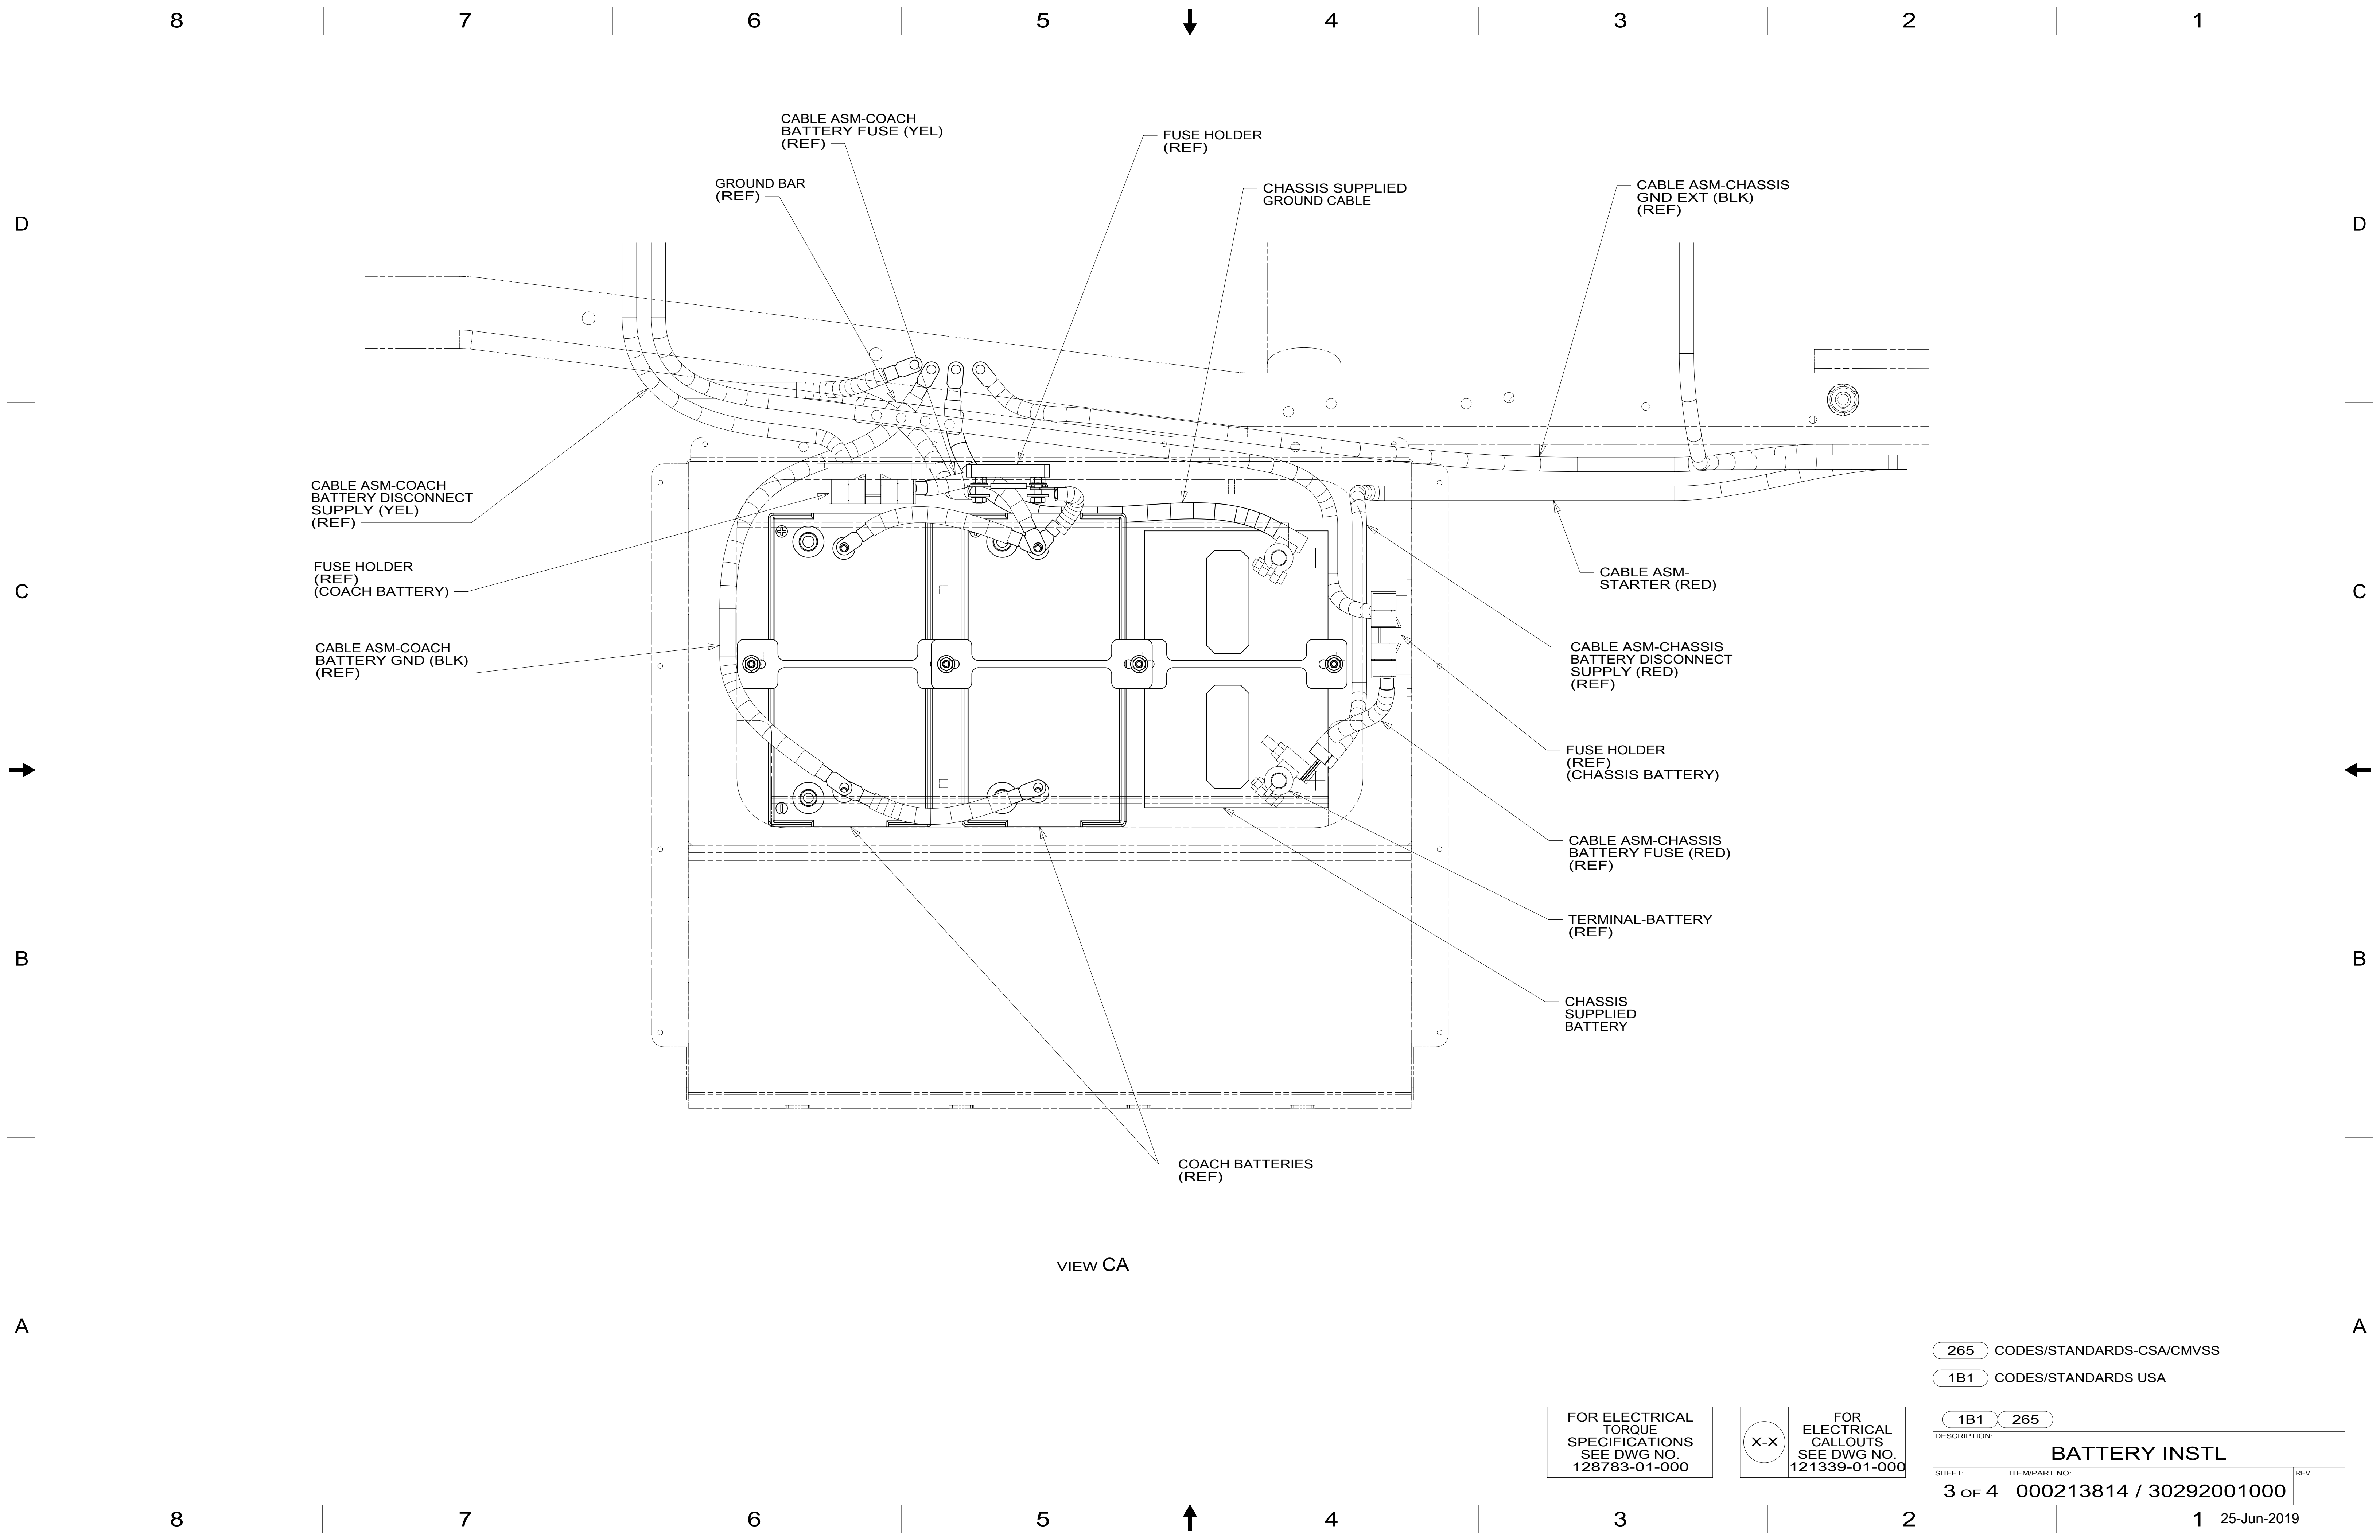 8 7 6 5 4 3 2 1
CABLE ASM-COACH
BATTERY FUSE (YEL)
(REF)
FUSE HOLDER
(REF)
GROUND BAR
(REF)
CHASSIS SUPPLIED
GROUND CABLE
CABLE ASM-CHASSIS
GND EXT (BLK)
(REF)
D D
CABLE ASM-COACH
BATTERY DISCONNECT
SUPPLY (YEL)
(REF)
FUSE HOLDER
(REF)
(COACH BATTERY)
CABLE ASM-
STARTER (RED)
C C
CABLE ASM-COACH
BATTERY GND (BLK)
(REF)
CABLE ASM-CHASSIS
BATTERY DISCONNECT
SUPPLY (RED)
(REF)
FUSE HOLDER
(REF)
(CHASSIS BATTERY)
CABLE ASM-CHASSIS
BATTERY FUSE (RED)
(REF)
TERMINAL-BATTERY
(REF)
B B
CHASSIS
SUPPLIED
BATTERY
COACH BATTERIES
(REF)
VIEW CA
A A
265 CODES/STANDARDS-CSA/CMVSS
1B1 CODES/STANDARDS USA
FOR ELECTRICAL
TORQUE
SPECIFICATIONS
SEE DWG NO.
128783-01-000
X-X
FOR
ELECTRICAL
CALLOUTS
SEE DWG NO.
121339-01-000
1B1 265
DESCRIPTION:
BATTERY INSTL
SHEET: ITEM/PART NO: REV
3 OF 4 000213814 / 30292001000
8 7 6 5 4 3 2 1 25-Jun-2019